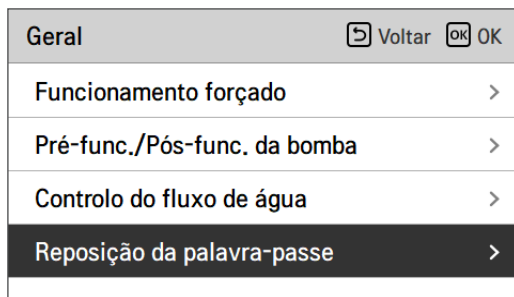 Geral Voltar OK OK
Funcionamento forçado >
Pré-func./Pós-func. da bomba >
Controlo do fluxo de água >
Reposição da palavra-passe >